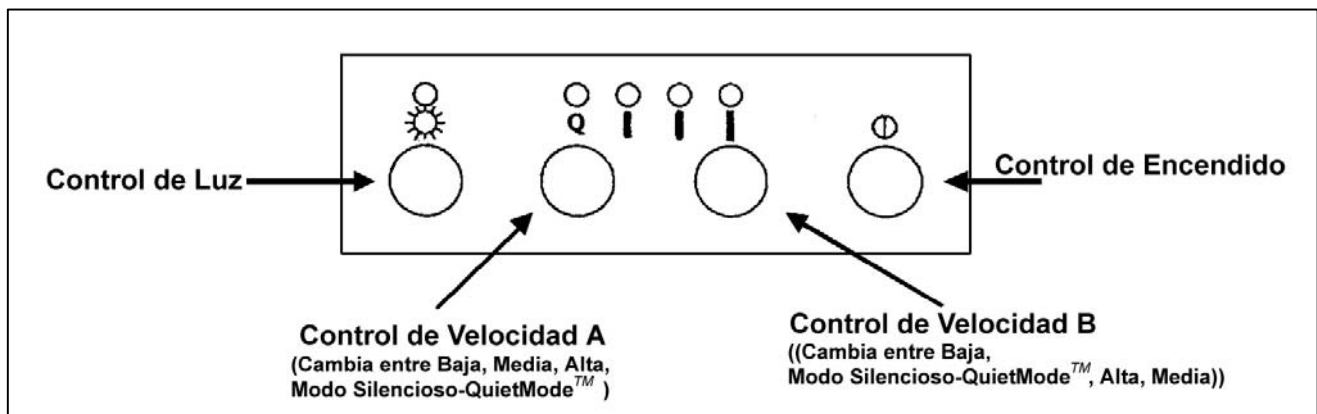 Q
Control de Luz
Control de Encendido
Control de Velocidad A
(Cambia entre Baja, Media, Alta,
Modo Silencioso-QuietMode™ )
Control de Velocidad B
((Cambia entre Baja,
Modo Silencioso-QuietMode™, Alta, Media))